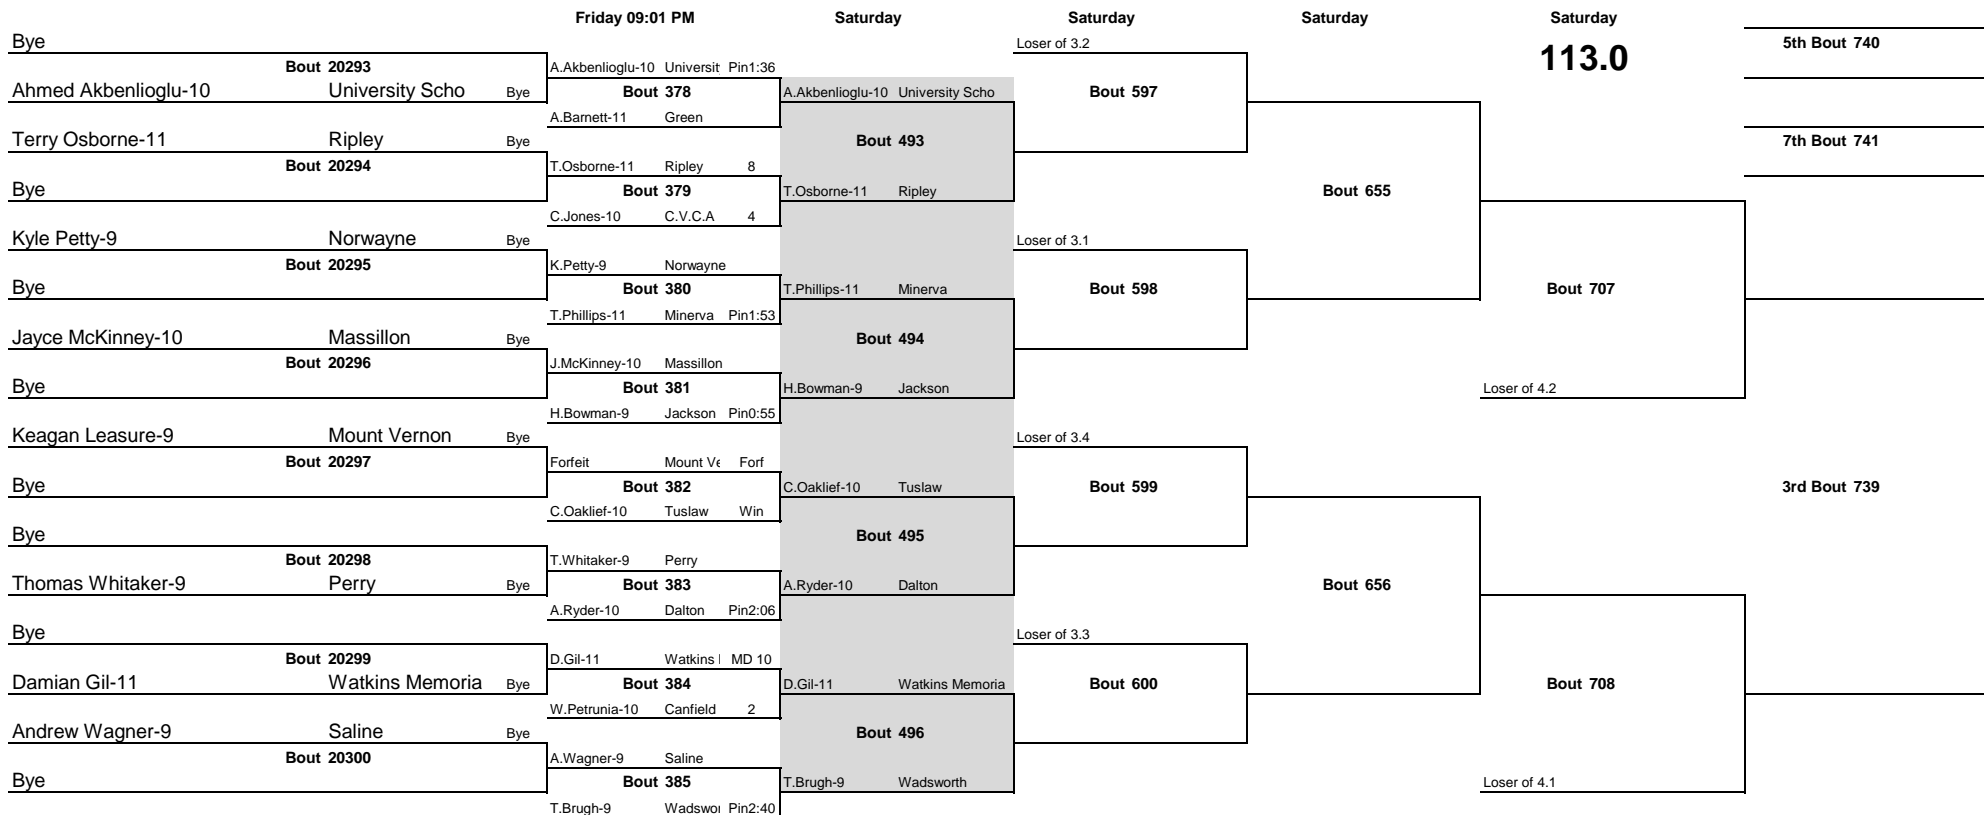 Friday 09:01 PM Saturday Saturday Saturday Saturday
Bye Loser of 3.2 5th Bout 740
113.0
Bout 20293 A.Akbenlioglu-10 Universit Pin1:36
Ahmed Akbenlioglu-10 University Scho Bye Bout 378 A.Akbenlioglu-10 University Scho Bout 597
A.Barnett-11 Green
Terry Osborne-11 Ripley Bye Bout 493 7th Bout 741
Bout 20294 T.Osborne-11 Ripley 8
Bye Bout 379 T.Osborne-11 Ripley Bout 655
C.Jones-10 C.V.C.A 4
Kyle Petty-9 Norwayne Bye Loser of 3.1
Bout 20295 K.Petty-9 Norwayne
Bye Bout 380 T.Phillips-11 Minerva Bout 598 Bout 707
T.Phillips-11 Minerva Pin1:53
Jayce McKinney-10 Massillon Bye Bout 494
Bout 20296 J.McKinney-10 Massillon
Bye Bout 381 H.Bowman-9 Jackson Loser of 4.2
H.Bowman-9 Jackson Pin0:55
Keagan Leasure-9 Mount Vernon Bye Loser of 3.4
Bout 20297 Forfeit Mount Ve Forf
Bye Bout 382 C.Oaklief-10 Tuslaw Bout 599 3rd Bout 739
C.Oaklief-10 Tuslaw Win
Bye Bout 495
Bout 20298 T.Whitaker-9 Perry
Thomas Whitaker-9 Perry Bye Bout 383 A.Ryder-10 Dalton Bout 656
A.Ryder-10 Dalton Pin2:06
Bye Loser of 3.3
Bout 20299 D.Gil-11 Watkins MD 10
Damian Gil-11 Watkins Memoria Bye Bout 384 D.Gil-11 Watkins Memoria Bout 600 Bout 708
W.Petrunia-10 Canfield 2
Andrew Wagner-9 Saline Bye Bout 496
Bout 20300 A.Wagner-9 Saline
Bye Bout 385 T.Brugh-9 Wadsworth Loser of 4.1
T.Brugh-9 Wadswor Pin2:40